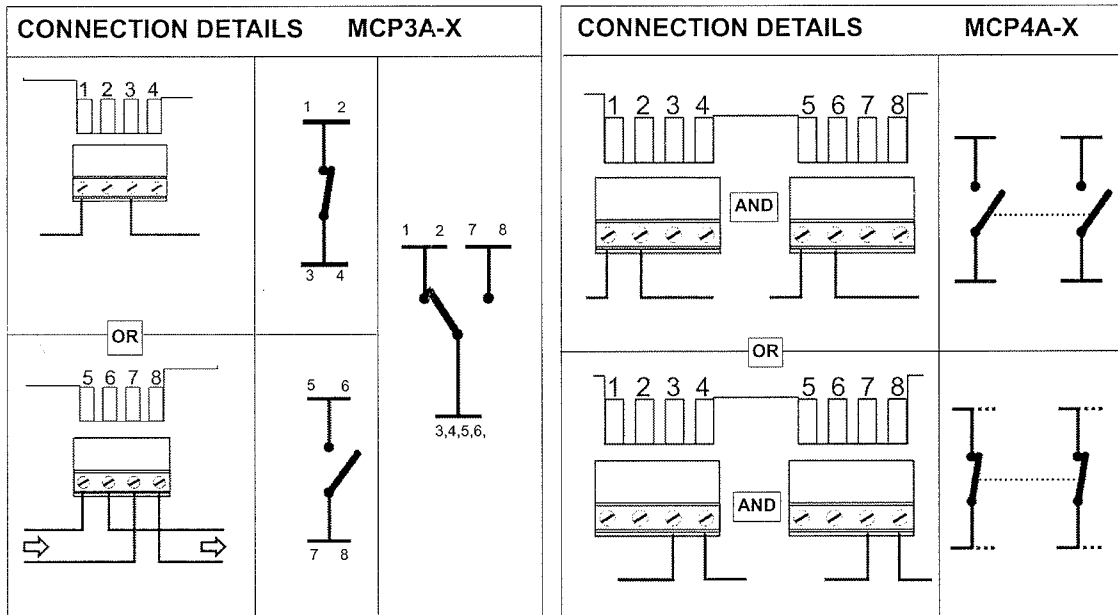 CONNECTION DETAILS MCP3A-X
1 2 3 4
1 2
3 4
1 2 7 8
3,4,5,6,
OR
5 6 7 8
5 6
7 8
CONNECTION DETAILS MCP4A-X
1 2 3 4 5 6 7 8
AND
OR
1 2 3 4 5 6 7 8
AND